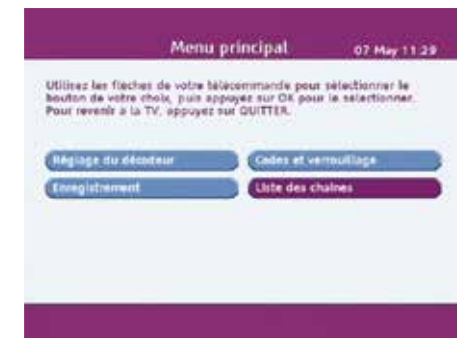 Menu principal 07 May 11:29
Utilisez les flèches de votre télécommande pour sélectionner le
bouton de votre choix, puis appuyez sur OK pour le sélectionner.
Pour revenir à la TV, appuyez sur QUITTER.
Réglage du décodeur Codes et verrouillage
Enregistrement Liste des chaînes